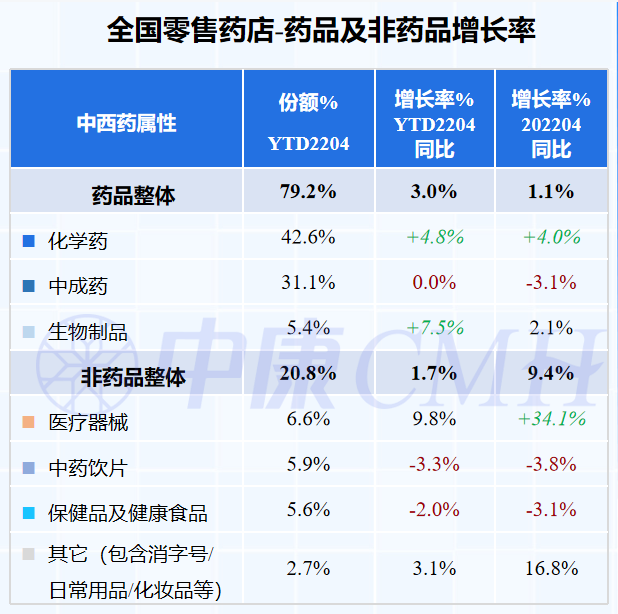 全国零售药店-药品及非药品增长率
中西药属性 份额% YTD2204 增长率% YTD2204 同比 增长率% 202204 同比
药品整体 79.2% 3.0% 1.1%
化学药 42.6% +4.8% +4.0%
中成药 31.1% 0.0% -3.1%
生物制品 5.4% +7.5% 2.1%
非药品整体 20.8% 1.7% 9.4%
医疗器械 6.6% 9.8% +34.1%
中药饮片 5.9% -3.3% -3.8%
保健品及健康食品 5.6% -2.0% -3.1%
其它（包含消字号/
日常用品/化妆品等） 2.7% 3.1% 16.8%
中康CMH